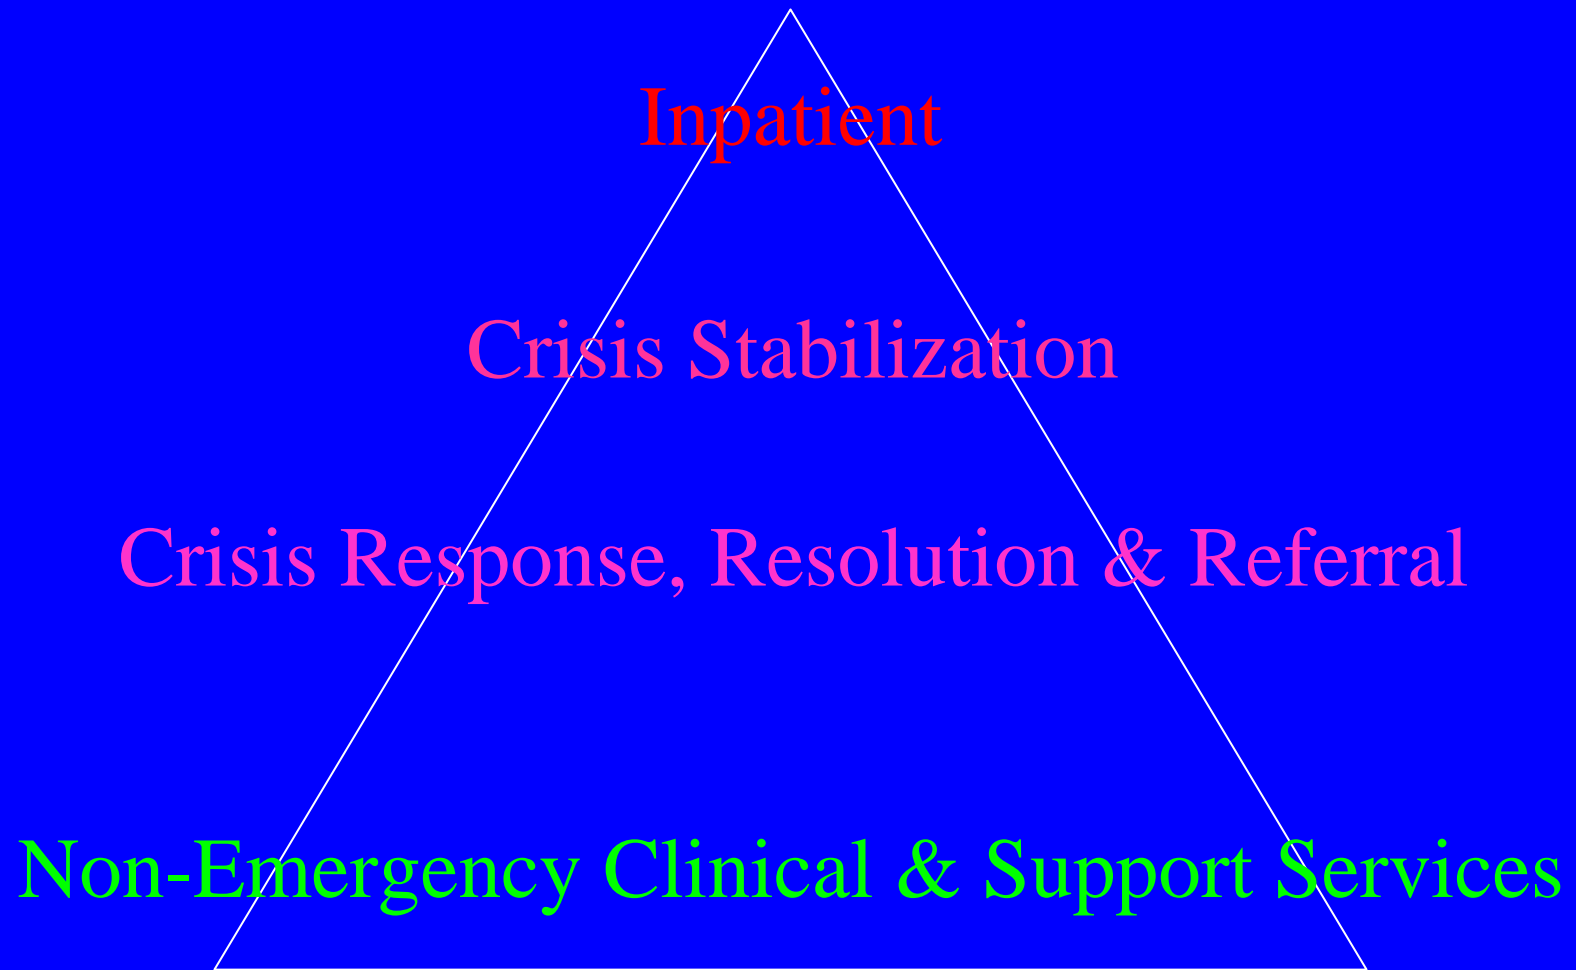 Inpatient
Crisis Stabilization
Crisis Response, Resolution & Referral
Non-Emergency Clinical & Support Services